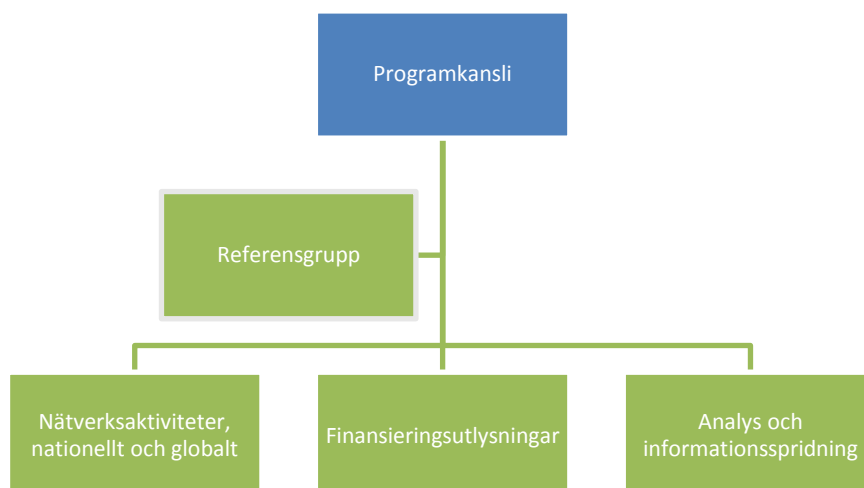 Programkansli
Referensgrupp
Nätverksaktiviteter,
nationellt och globalt
Finansieringsutlysningar
Analys och
informationsspridning